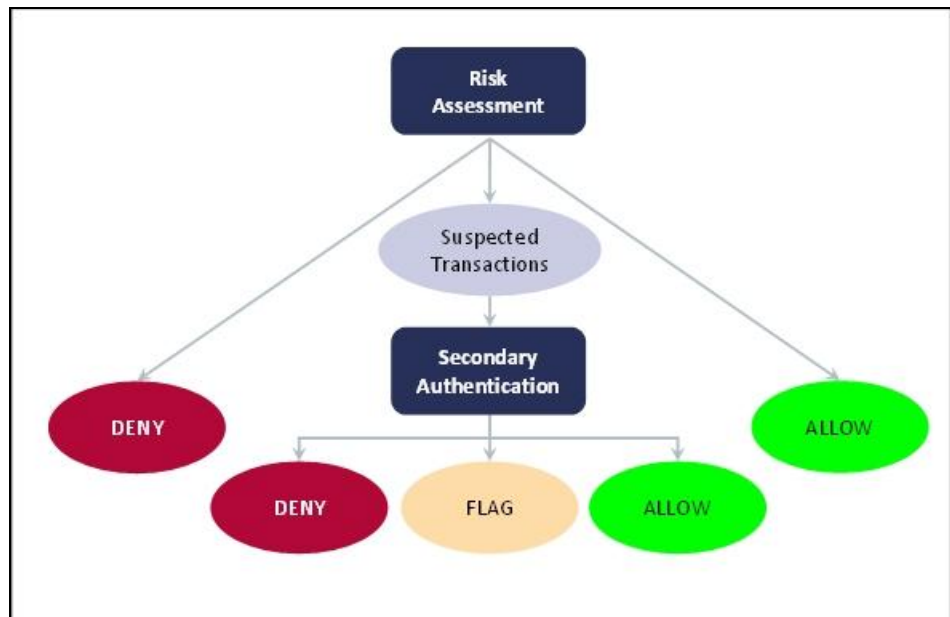 Risk
Assessment
Suspected
Transactions
Secondary
Authentication
DENY
ALLOW
DENY
FLAG
ALLOW